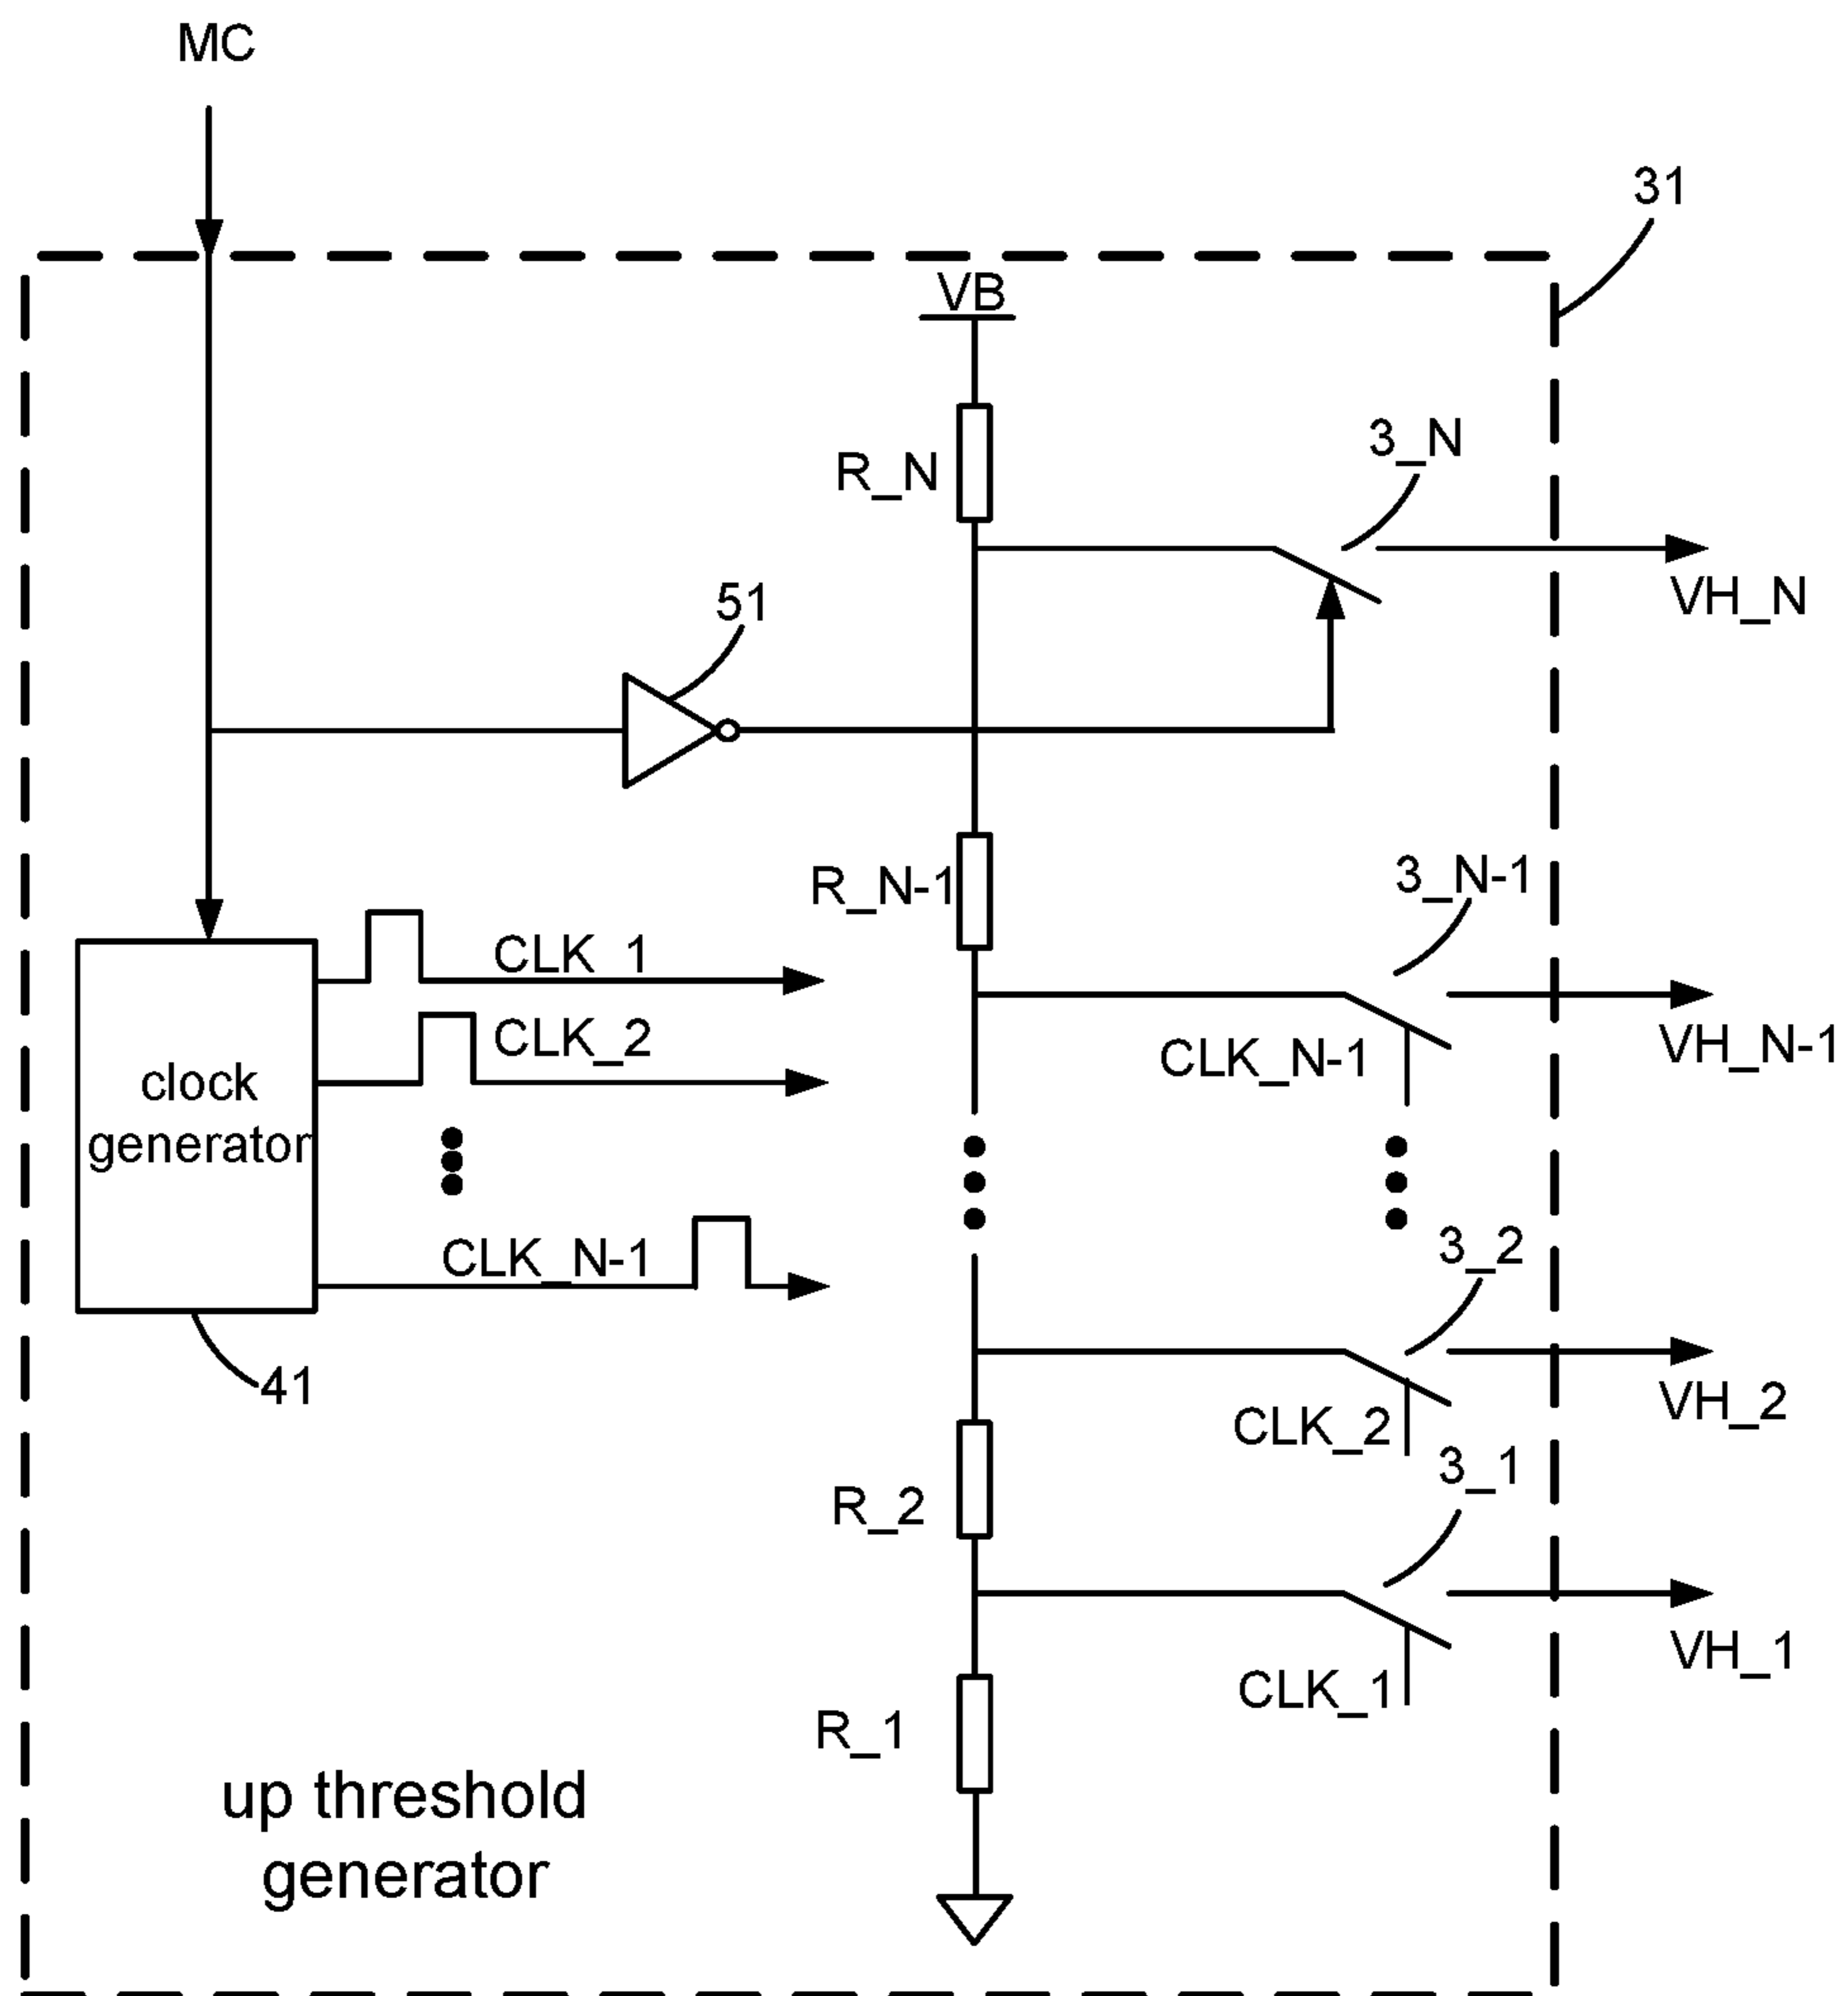 MC
31
VB
3_N
R_N
VH_N
51
3_N-1
R_N-1
CLK_1
CLK_2
CLK_N-1
VH_N-1
clock
generator
3_2
CLK_N-1
41
VH_2
CLK_2
3_1
R_2
VH_1
CLK_1
R_1
up threshold
generator